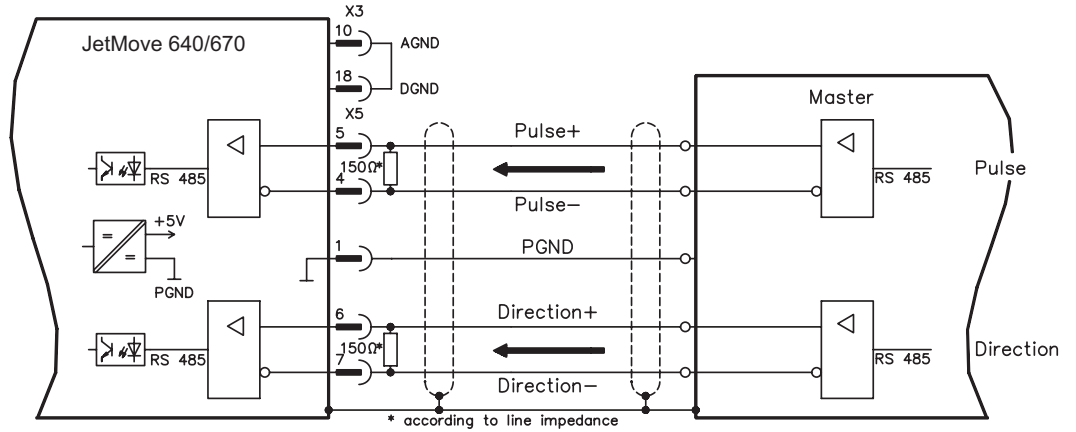 X3
JetMove 640/670
10
AGND
18
DGND
X5
Master
5
Pulse+
150Ω*
RS 485
4
Pulse-
RS 485
Pulse
+5V
=
=
PGND
1
PGND
6
Direction+
150Ω*
RS 485
7
Direction-
RS 485
Direction
* according to line impedance